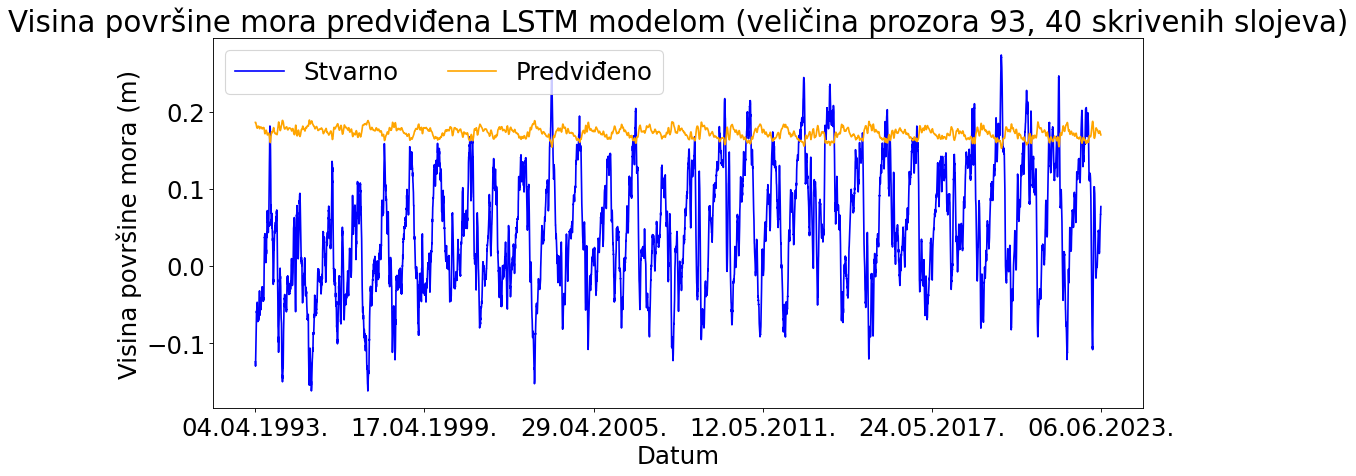 Visina površine mora predviđena LSTM modelom (veličina prozora 93, 40 skrivenih slojeva)
Stvarno
Predviđeno
Visina površine mora (m)
0.2
0.1
0.0
−0.1
04.04.1993.
17.04.1999.
29.04.2005.
12.05.2011.
24.05.2017.
06.06.2023.
Datum